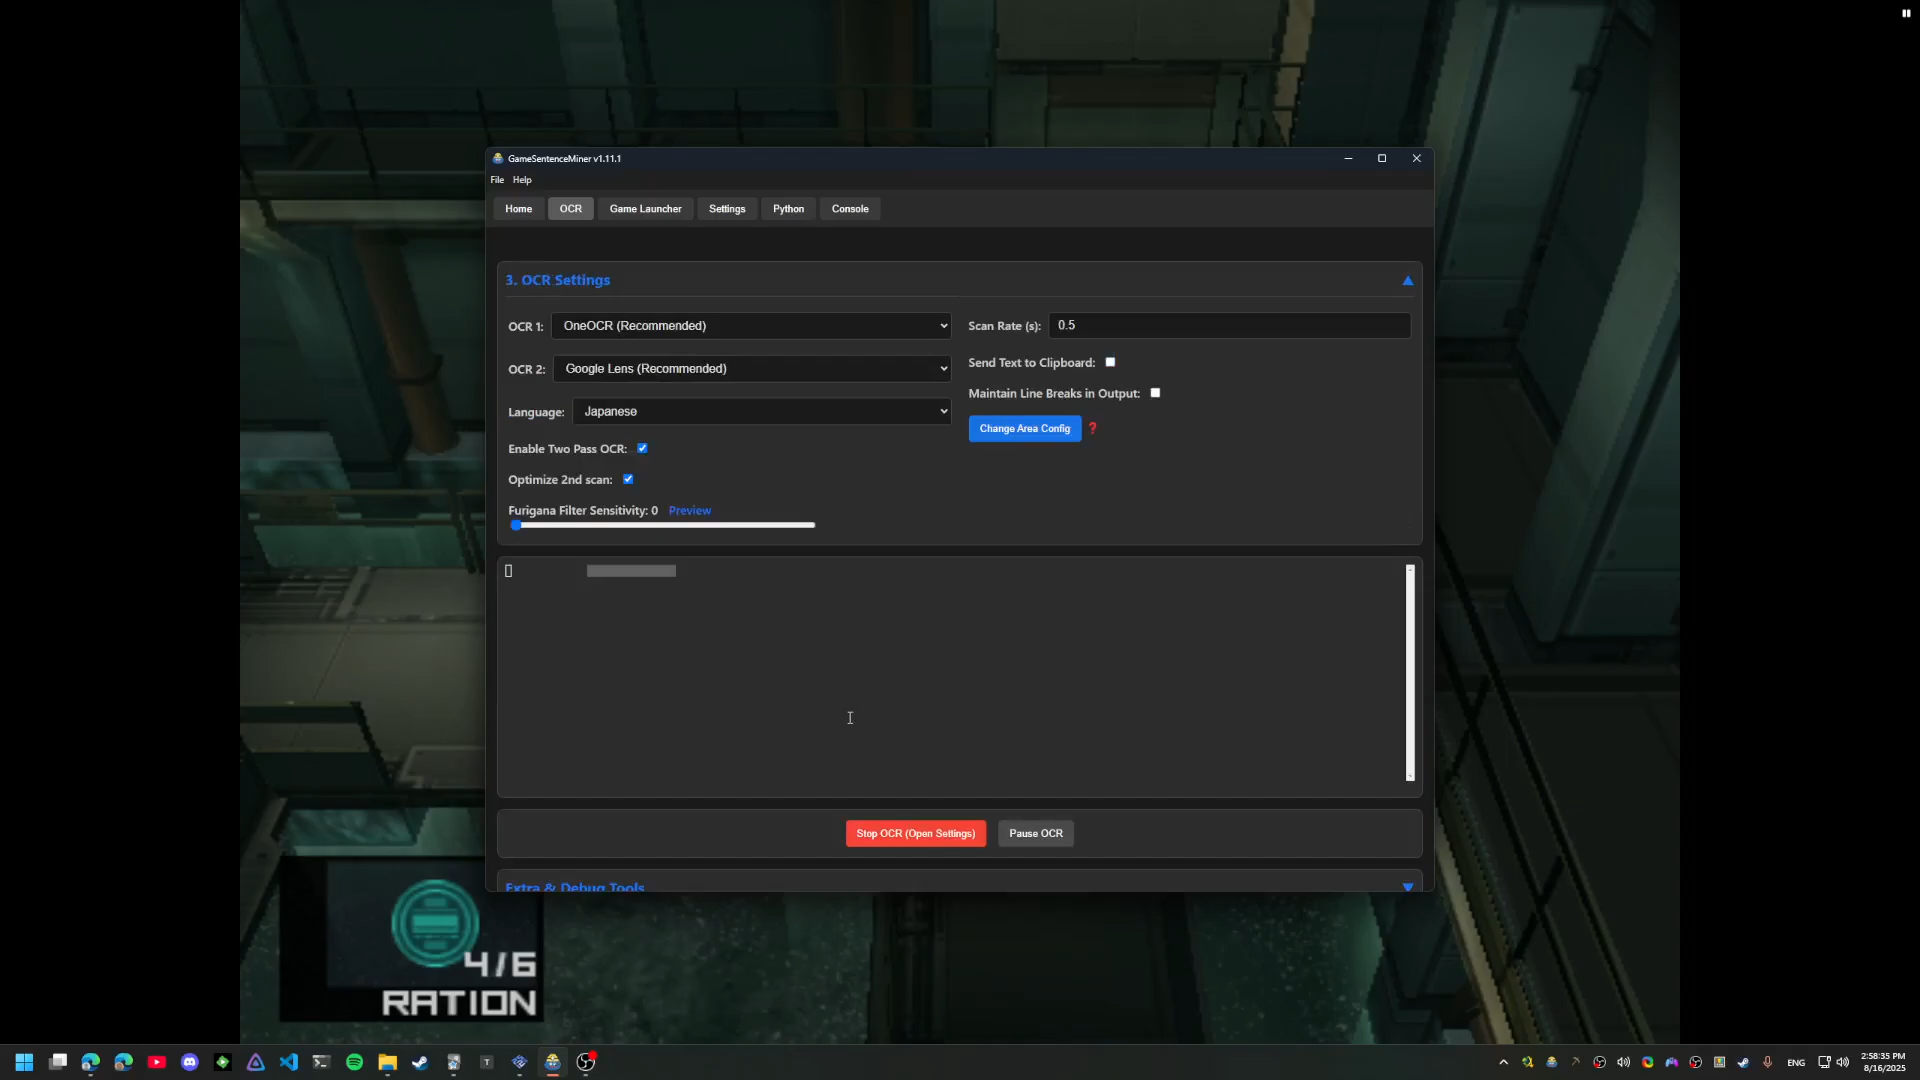 GameSentenceMiner v1.11.1
File Help
Home OCR Game Launcher Settings Python Console
3. OCR Settings
OCR 1: OneOCR (Recommended)
OCR 2: Google Lens (Recommended)
Language: Japanese
Enable Two Pass OCR:
Optimize 2nd scan:
Furigana Filter Sensitivity: 0 Preview
Scan Rate (s): 0.5
Send Text to Clipboard:
Maintain Line Breaks in Output:
Change Area Config ❓
Stop OCR (Open Settings) Pause OCR
Extra & Debug Tools
4/6
RATION
T
ENG
2:58:35 PM
8/16/2025